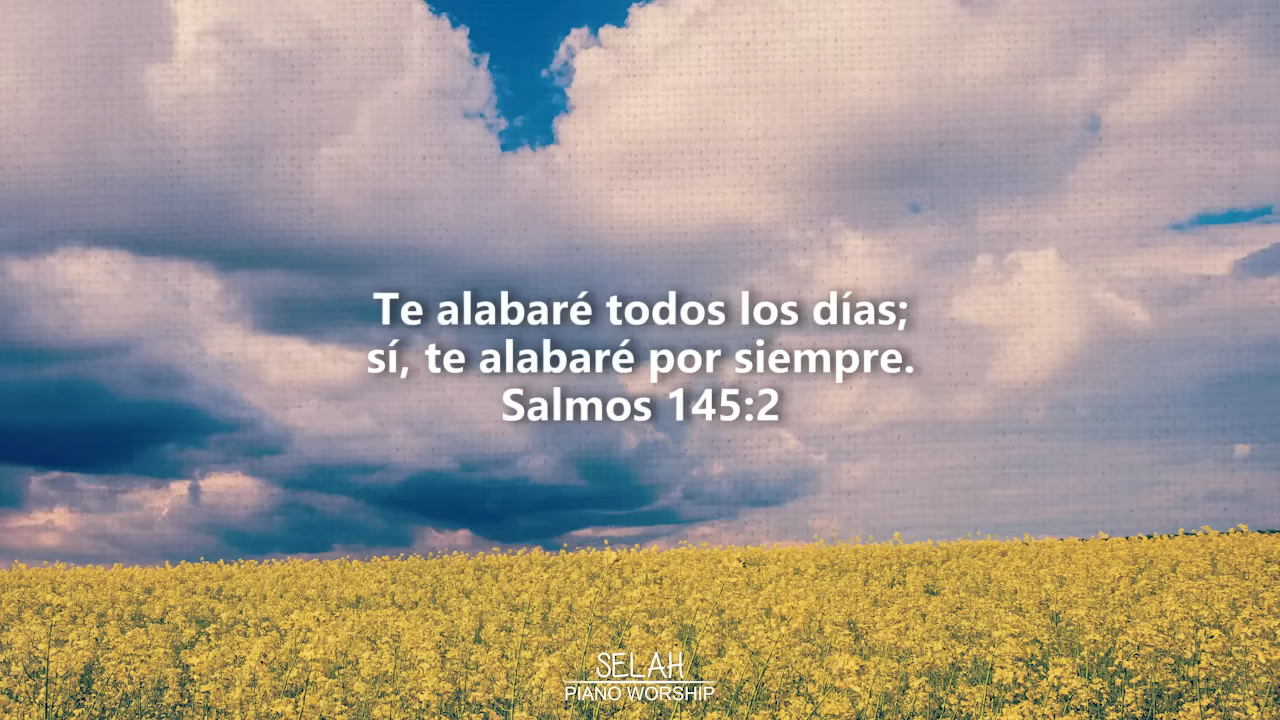 Te alabaré todos los días;
sí, te alabaré por siempre.
Salmos 145:2
SELAH
PIANO WORSHIP